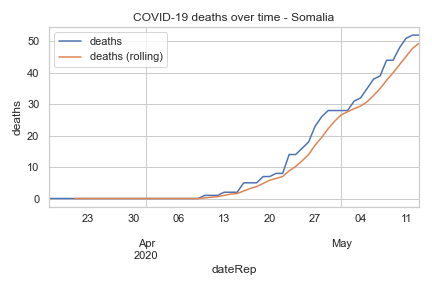 COVID-19 deaths over time - Somalia
deaths
deaths (rolling)
50
40
30
20
10
0
deaths
23 30 06 13 20 27 04 11
Apr May
2020
dateRep